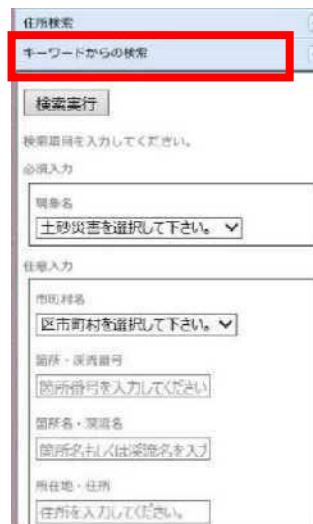 住所検索
キーワードからの検索
検索実行
検索項目を入力してください。
必須入力
現象名
土砂災害を選択して下さい。
任意入力
市町村名
区市町村を選択して下さい。
箇所・渓流番号
箇所番号を入力してください
箇所名・渓流名
箇所名もしくは渓流名を入力
所在地・住所
住所を入力してください。